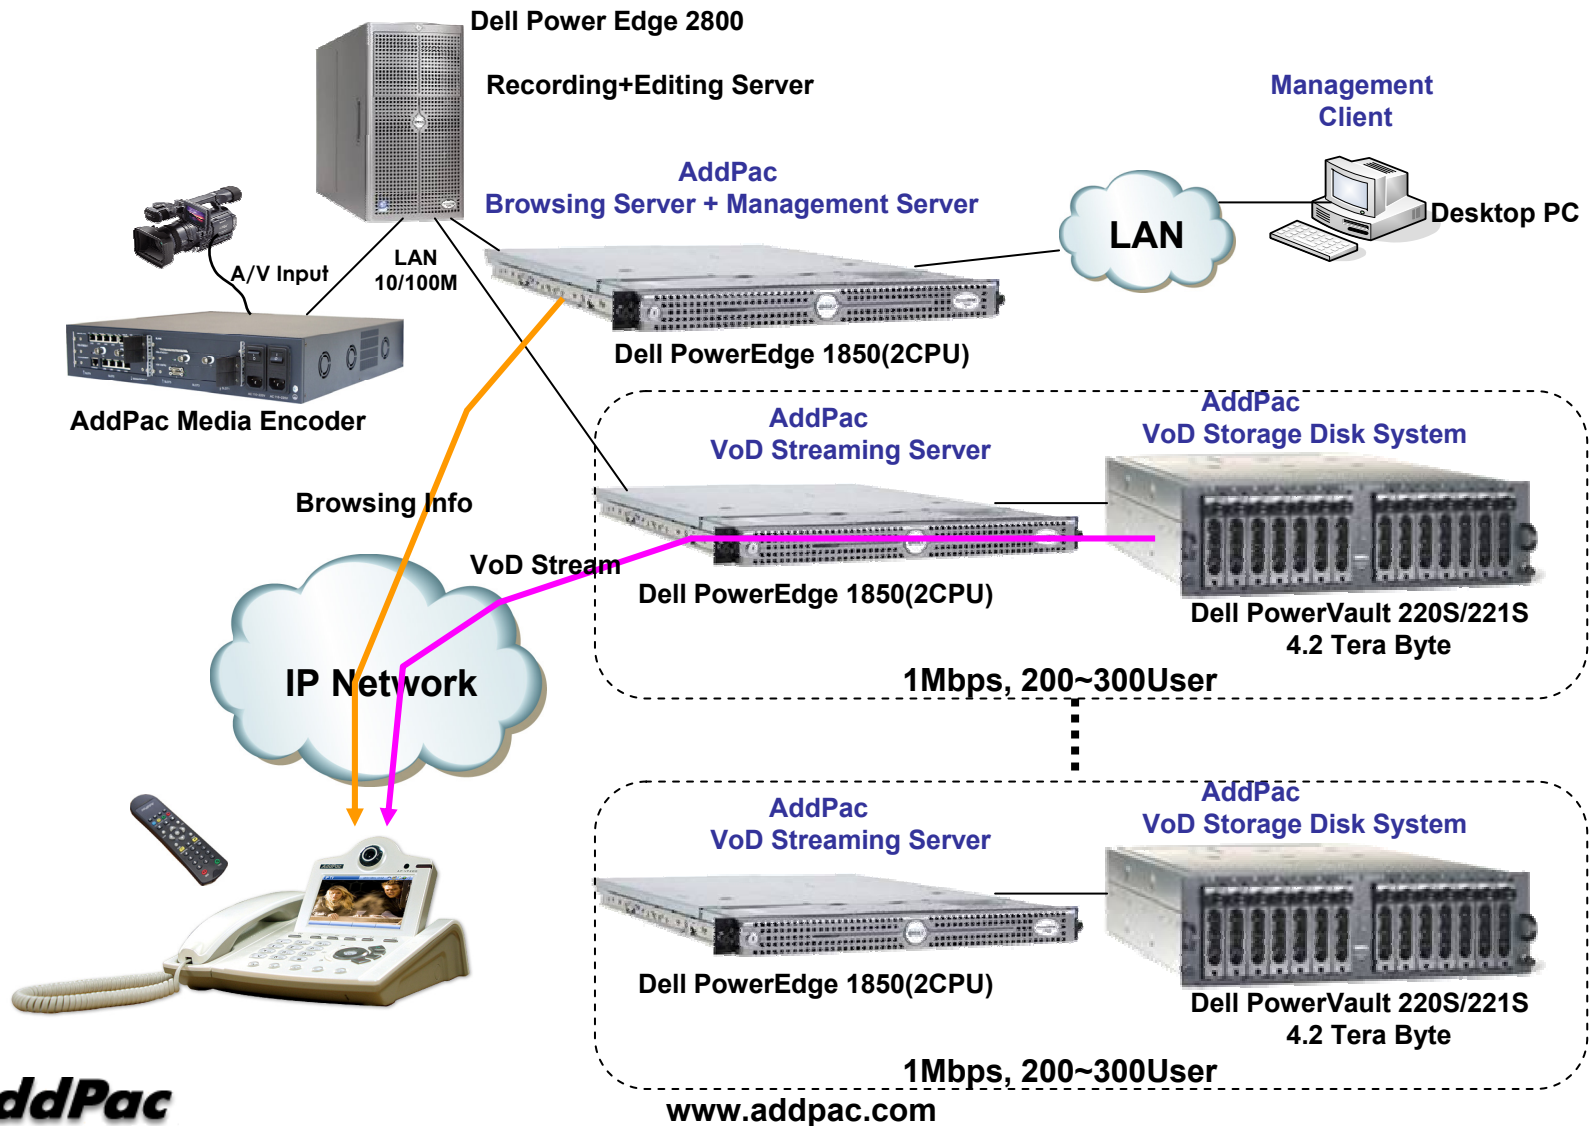 Dell Power Edge 2800
Recording+Editing Server
Management
Client
AddPac
Browsing Server + Management Server
LAN
Desktop PC
A/V Input
LAN
10/100M
Dell PowerEdge 1850(2CPU)
AddPac Media Encoder
AddPac
VoD Streaming Server
AddPac
VoD Storage Disk System
Browsing Info
VoD Stream
Dell PowerEdge 1850(2CPU)
Dell PowerVault 220S/221S
4.2 Tera Byte
IP Network
1Mbps, 200~300User
AddPac
VoD Streaming Server
AddPac
VoD Storage Disk System
Dell PowerEdge 1850(2CPU)
Dell PowerVault 220S/221S
4.2 Tera Byte
1Mbps, 200~300User
ddPac
www.addpac.com